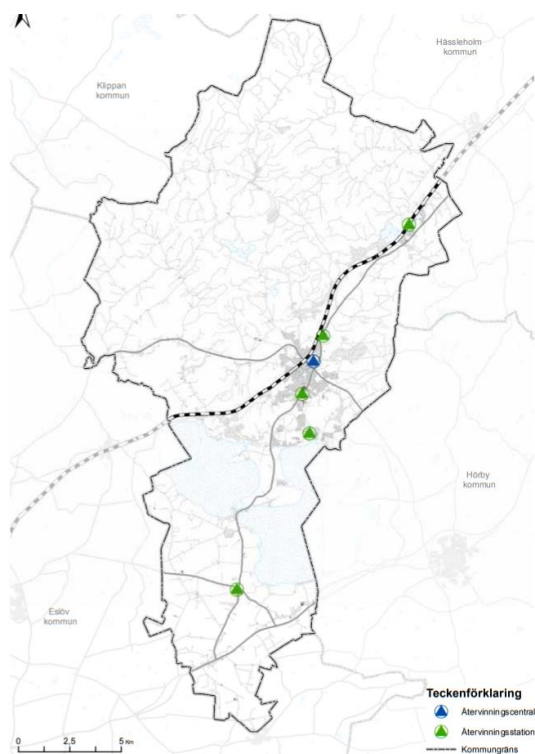 Hässleholm
kommun
Klippan
kommun
Hörby
kommun
Eslöv
kommun
Teckenförklaring
Återvinningscentral
Återvinningsstation
Kommungräns
0 2,5 5 Km